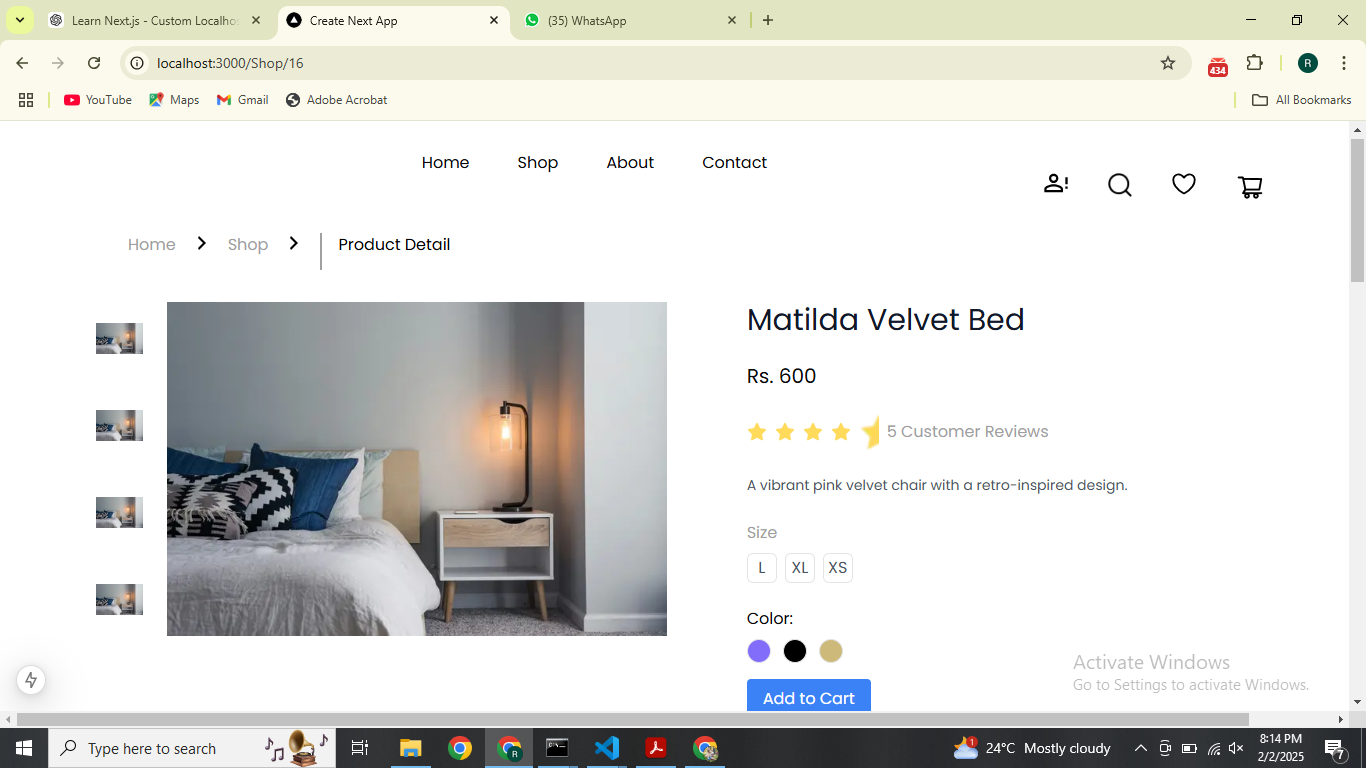 Learn Next.js - Custom Localho
Create Next App
(35) WhatsApp
localhost:3000/Shop/16
434
R
YouTube
Maps
Gmail
Adobe Acrobat
All Bookmarks
Home
Shop
About
Contact
Home
Shop
Product Detail
Matilda Velvet Bed
Rs. 600
5 Customer Reviews
A vibrant pink velvet chair with a retro-inspired design.
Size
L
XL
XS
Color:
Add to Cart
Activate Windows
Go to Settings to activate Windows.
Type here to search
R
1
24°C Mostly cloudy
8:14 PM
2/2/2025
7